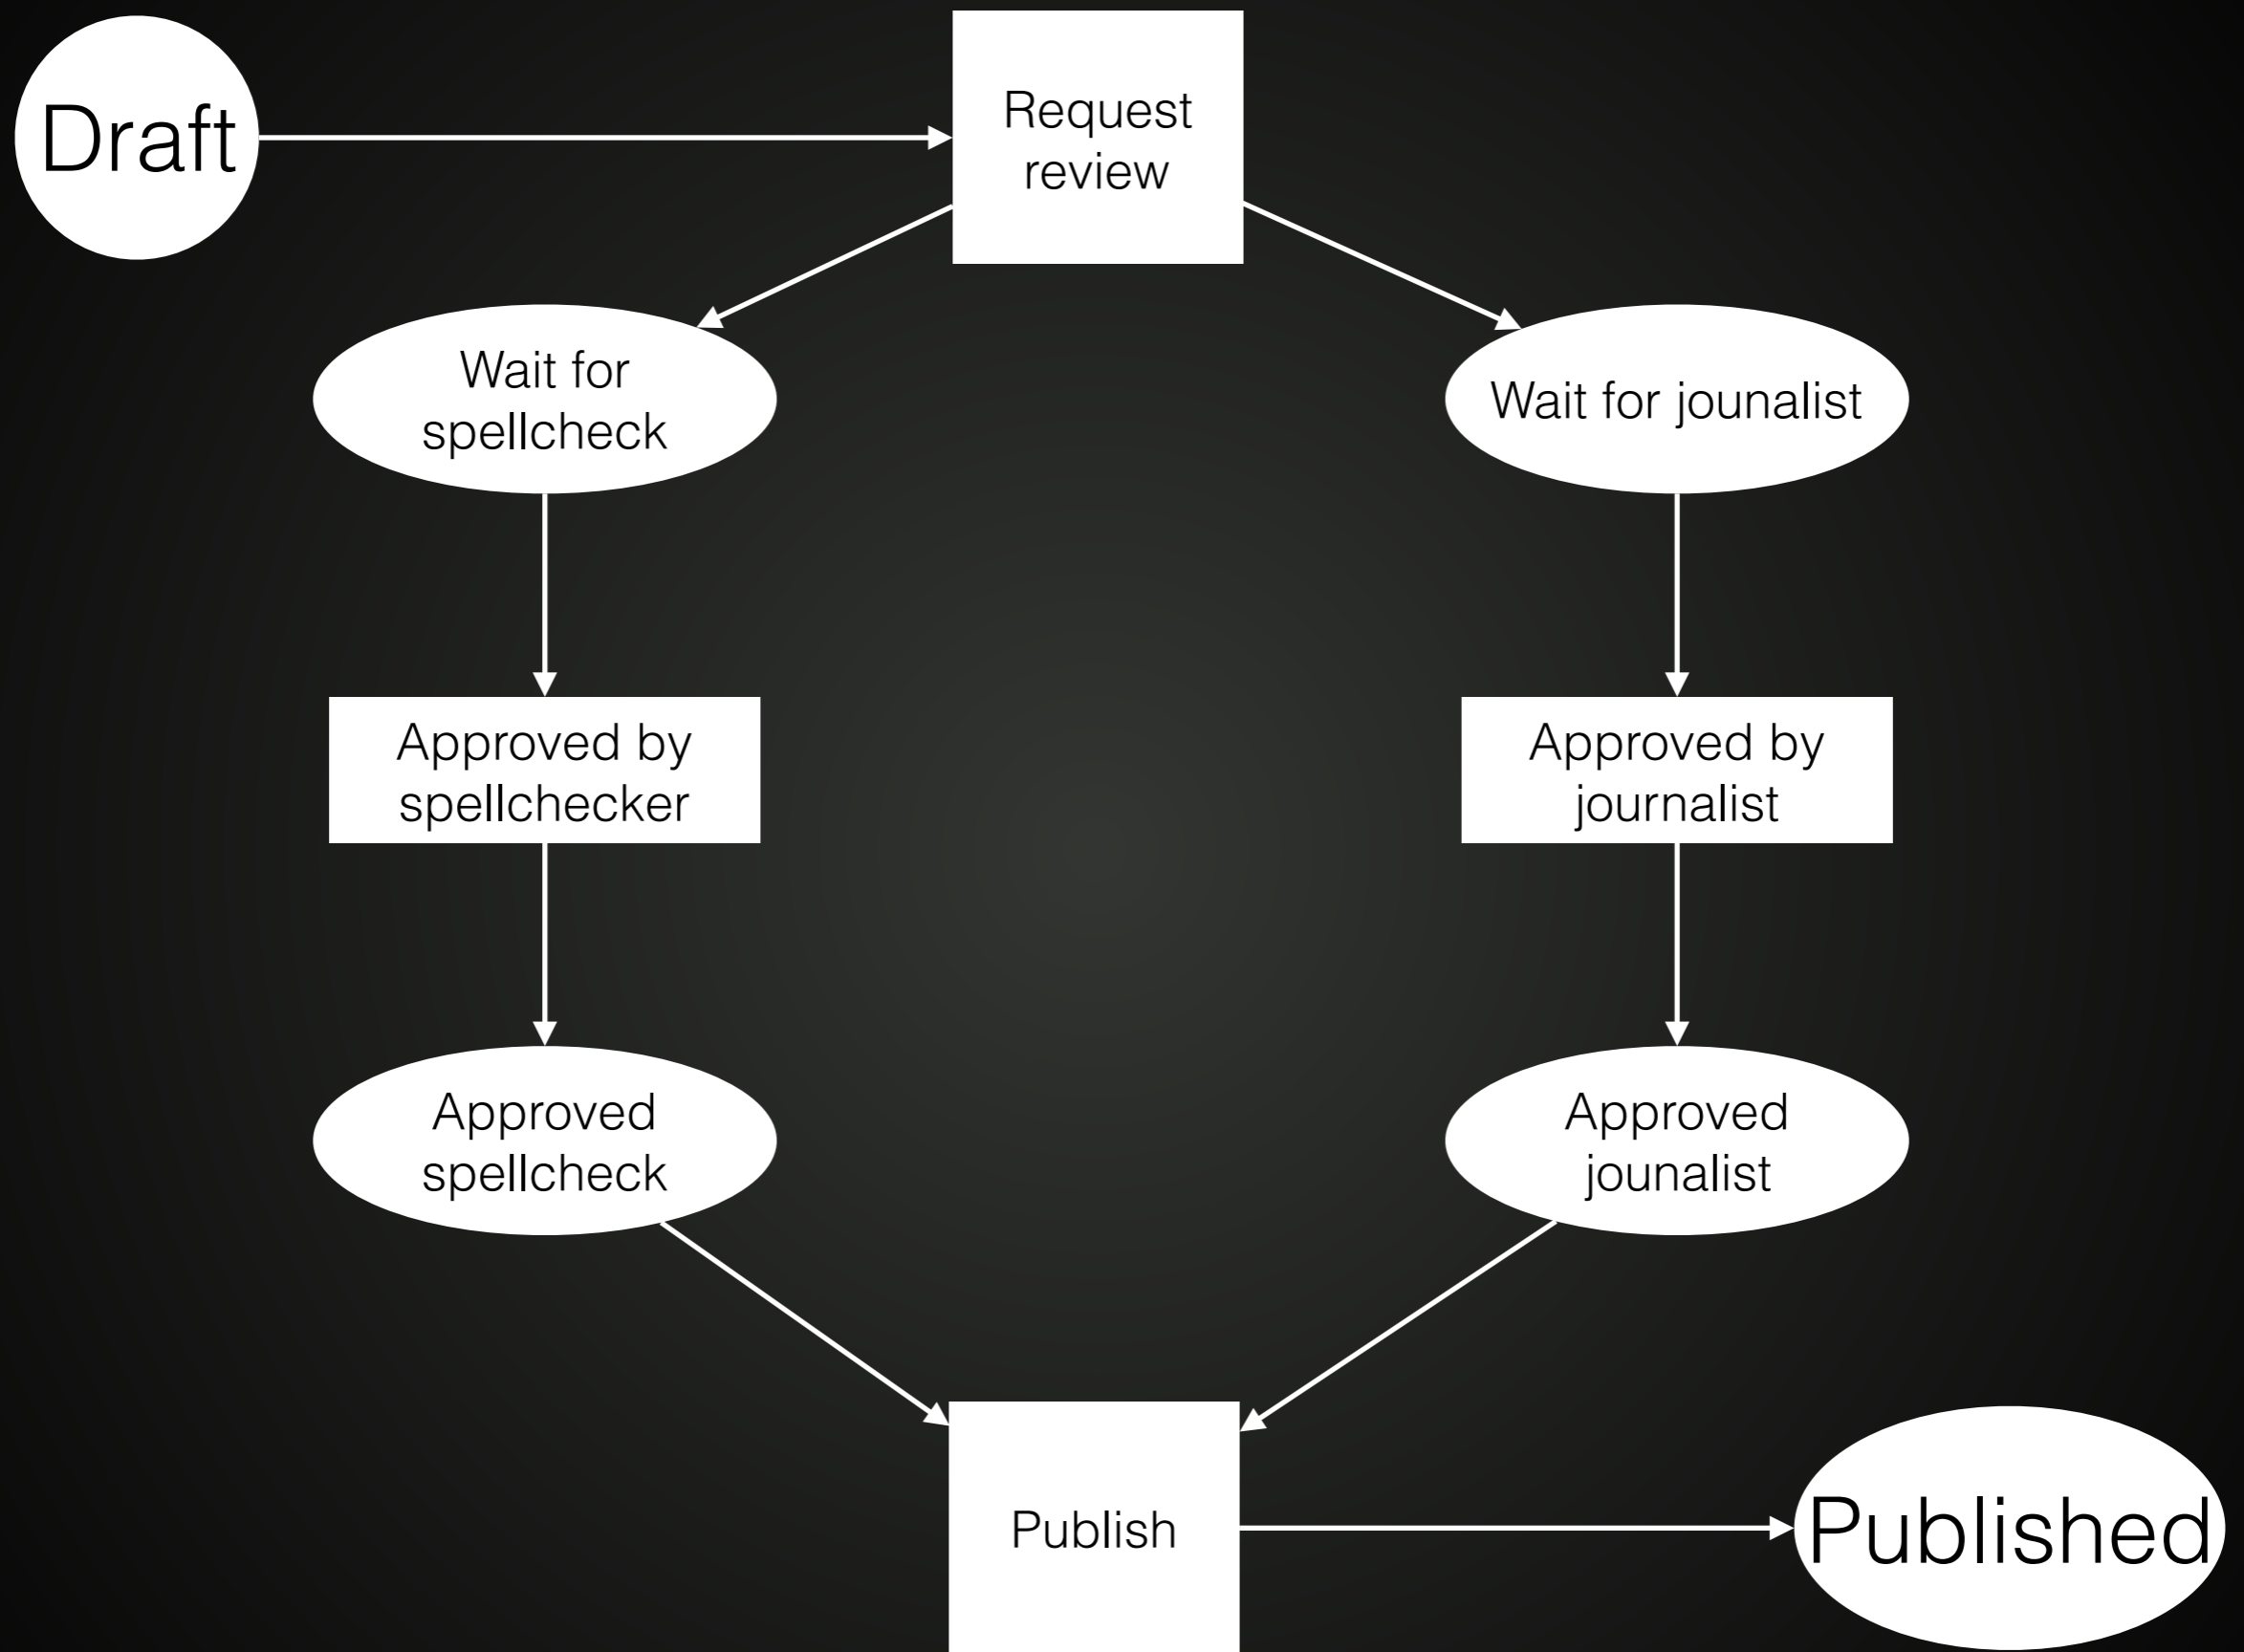 Draft
Request
review
Wait for
spellcheck
Wait for jounalist
Approved by
spellchecker
Approved by
journalist
Approved
spellcheck
Approved
jounalist
Publish
Published